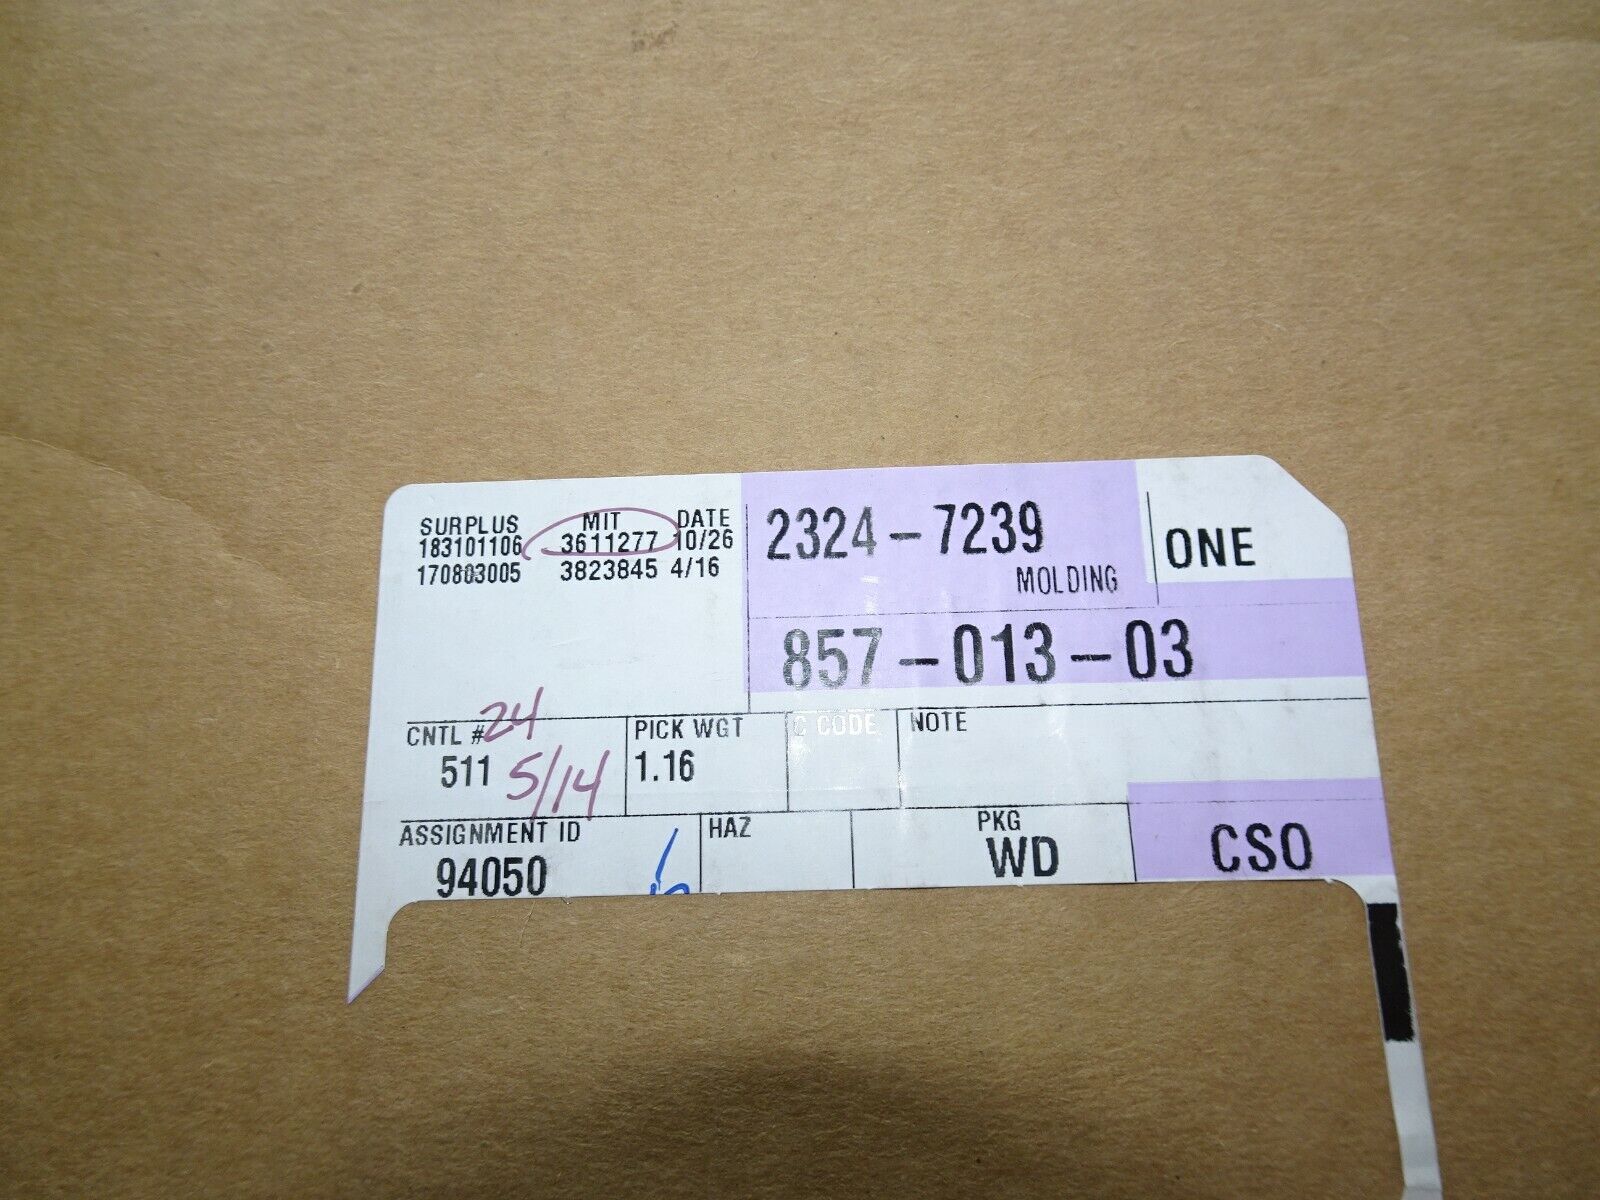 SURPLUS MIT DATE
183101106 3611277 10/26
170803005 3823845 4/16
2324-7239
MOLDING
ONE
857-013-03
CNTL # 24
511 5/14
PICK WGT
1.16
C CODE
NOTE
ASSIGNMENT ID
94050
HAZ
PKG
WD
CSO